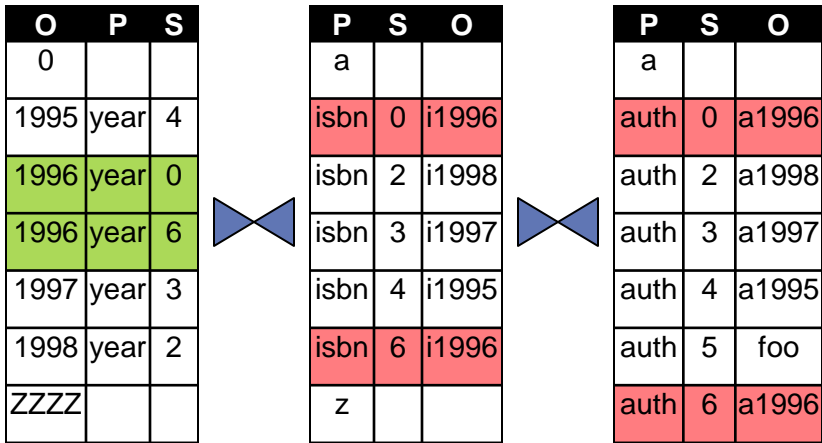 O P S P S O P S O
0 a a
1995 year 4 isbn 0 i1996 auth 0 a1996
1996 year 0 isbn 2 i1998 auth 2 a1998
1996 year 6 isbn 3 i1997 auth 3 a1997
1997 year 3 isbn 4 i1995 auth 4 a1995
1998 year 2 isbn 6 i1996 auth 5 foo
ZZZZ z auth 6 a1996